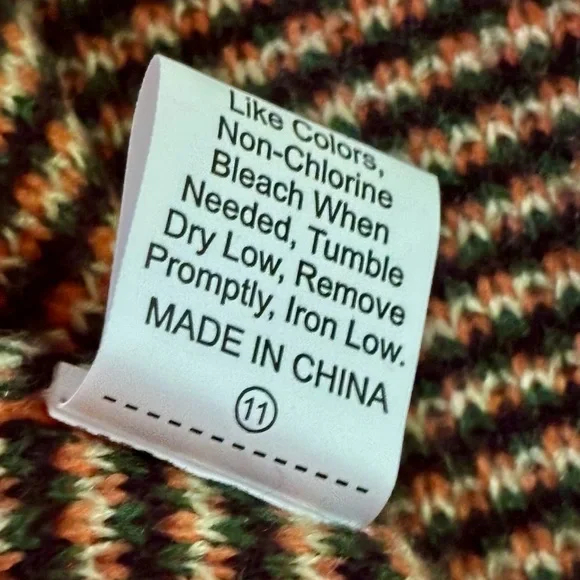 Like Colors,
Non-Chlorine
Bleach When
Needed, Tumble
Dry Low, Remove
Promptly, Iron Low.
MADE IN CHINA
11